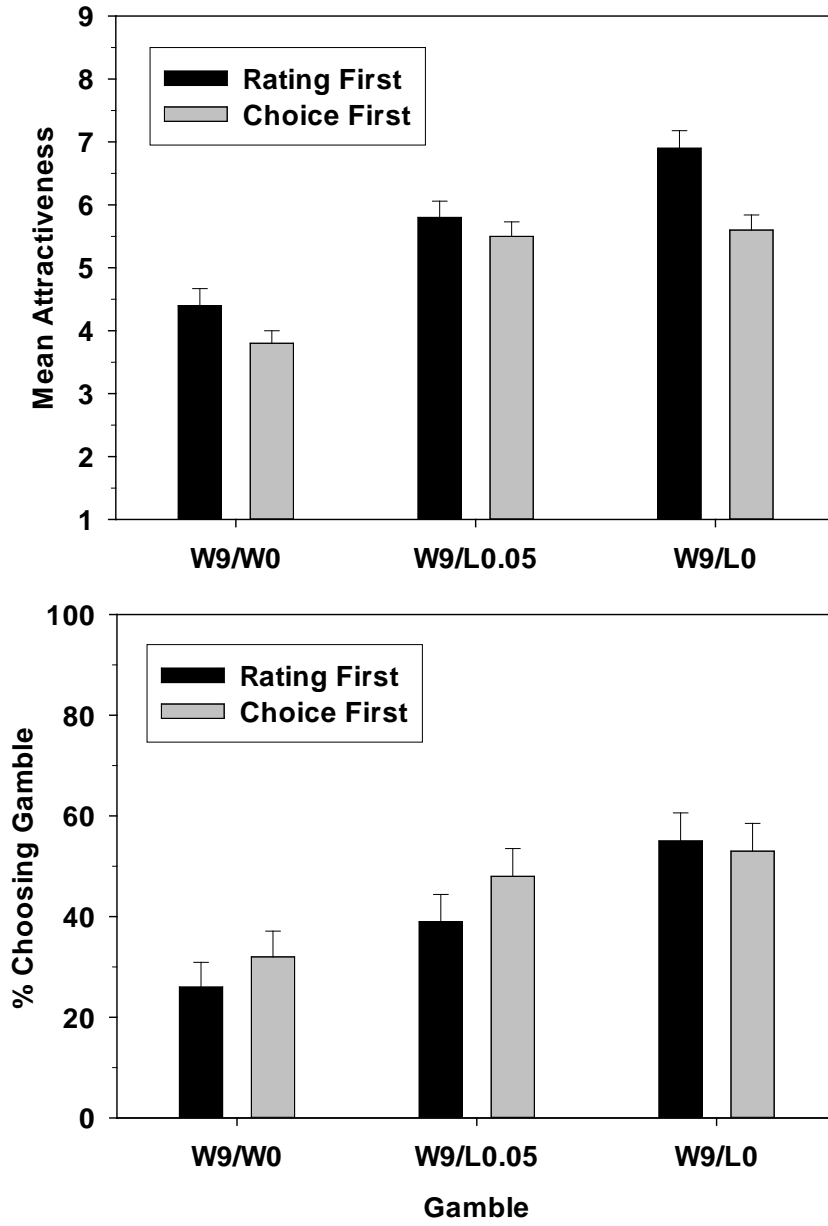 9
8
7
6
5
4
3
2
1
Mean Attractiveness
Rating First
Choice First
W9/W0 W9/L0.05 W9/L0
100
80
60
40
20
0
% Choosing Gamble
Rating First
Choice First
W9/W0 W9/L0.05 W9/L0
Gamble